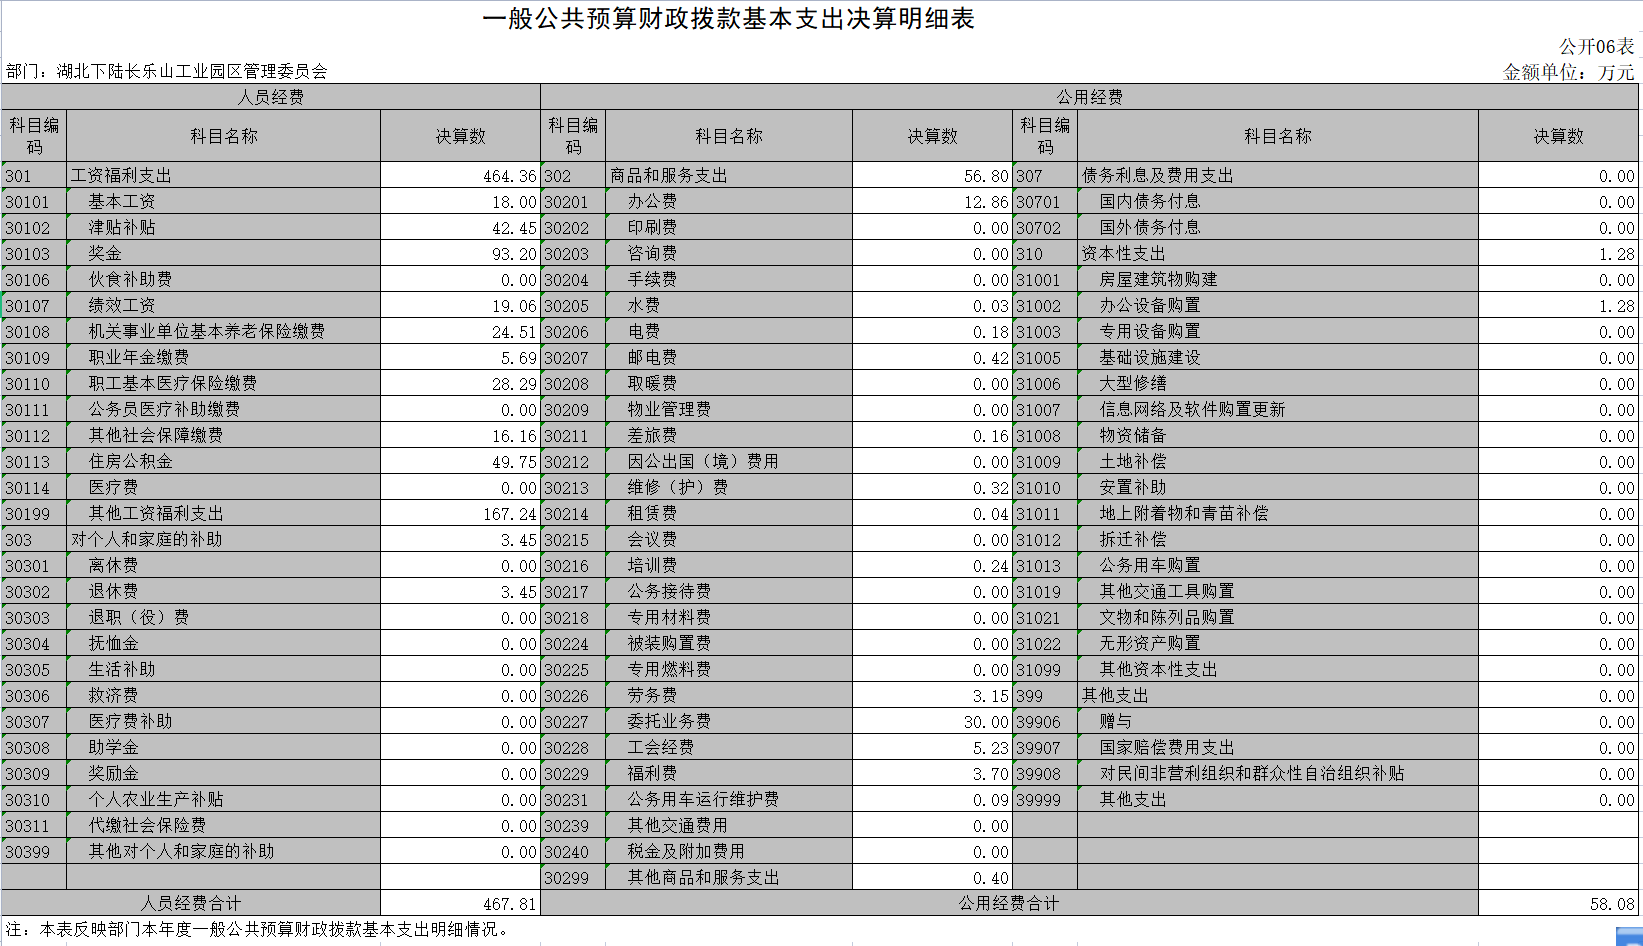 一般公共预算财政拨款基本支出决算明细表
公开06表
部门：湖北下陆长乐山工业园区管理委员会 金额单位：万元
人员经费 公用经费
科目编码 科目名称 决算数 科目编码 科目名称 决算数 科目编码 科目名称 决算数
301 工资福利支出 464.36 302 商品和服务支出 56.80 307 债务利息及费用支出 0.00
30101 基本工资 18.00 30201 办公费 12.86 30701 国内债务付息 0.00
30102 津贴补贴 42.45 30202 印刷费 0.00 30702 国外债务付息 0.00
30103 奖金 93.20 30203 咨询费 0.00 310 资本性支出 1.28
30106 伙食补助费 0.00 30204 手续费 0.00 31001 房屋建筑物购建 0.00
30107 绩效工资 19.06 30205 水费 0.03 31002 办公设备购置 1.28
30108 机关事业单位基本养老保险缴费 24.51 30206 电费 0.18 31003 专用设备购置 0.00
30109 职业年金缴费 5.69 30207 邮电费 0.42 31005 基础设施建设 0.00
30110 职工基本医疗保险缴费 28.29 30208 取暖费 0.00 31006 大型修缮 0.00
30111 公务员医疗补助缴费 0.00 30209 物业管理费 0.00 31007 信息网络及软件购置更新 0.00
30112 其他社会保障缴费 16.16 30211 差旅费 0.16 31008 物资储备 0.00
30113 住房公积金 49.75 30212 因公出国（境）费用 0.00 31009 土地补偿 0.00
30114 医疗费 0.00 30213 维修（护）费 0.32 31010 安置补助 0.00
30199 其他工资福利支出 167.24 30214 租赁费 0.04 31011 地上附着物和青苗补偿 0.00
303 对个人和家庭的补助 3.45 30215 会议费 0.00 31012 拆迁补偿 0.00
30301 离休费 0.00 30216 培训费 0.24 31013 公务用车购置 0.00
30302 退休费 3.45 30217 公务接待费 0.00 31019 其他交通工具购置 0.00
30303 退职（役）费 0.00 30218 专用材料费 0.00 31021 文物和陈列品购置 0.00
30304 抚恤金 0.00 30224 被装购置费 0.00 31022 无形资产购置 0.00
30305 生活补助 0.00 30225 专用燃料费 0.00 31099 其他资本性支出 0.00
30306 救济费 0.00 30226 劳务费 3.15 399 其他支出 0.00
30307 医疗费补助 0.00 30227 委托业务费 30.00 39906 赠与 0.00
30308 助学金 0.00 30228 工会经费 5.23 39907 国家赔偿费用支出 0.00
30309 奖励金 0.00 30229 福利费 3.70 39908 对民间非营利组织和群众性自治组织补贴 0.00
30310 个人农业生产补贴 0.00 30231 公务用车运行维护费 0.09 39999 其他支出 0.00
30311 代缴社会保险费 0.00 30239 其他交通费用 0.00
30399 其他对个人和家庭的补助 0.00 30240 税金及附加费用 0.00
30299 其他商品和服务支出 0.40
人员经费合计 467.81 公用经费合计 58.08
注：本表反映部门本年度一般公共预算财政拨款基本支出明细情况。